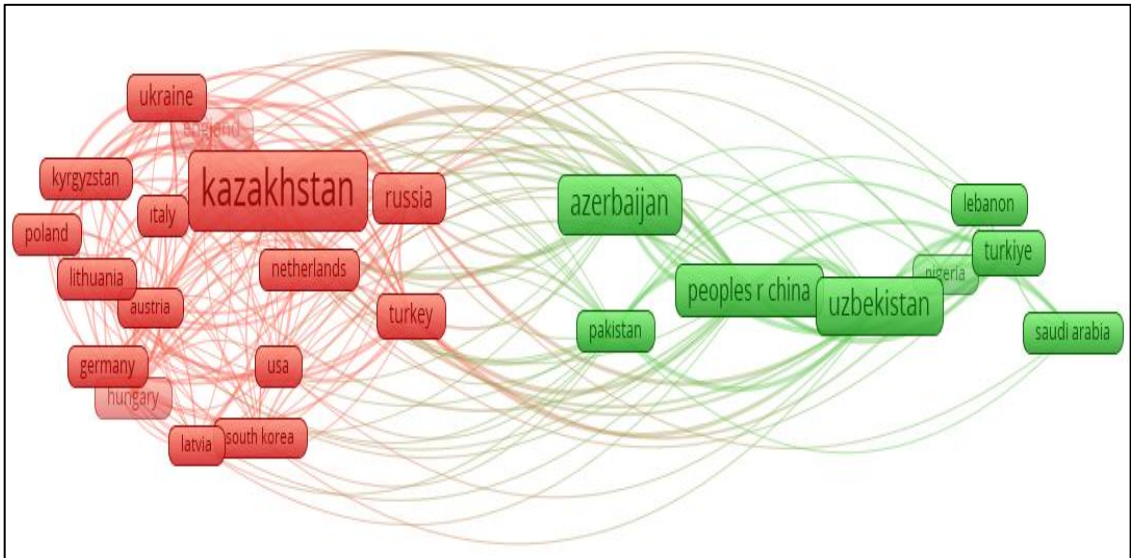 ukraine
england
kyrgyzstan
kazakhstan
russia
italy
poland
netherlands
lithuania
austria
turkey
germany
usa
hungary
latvia
south korea
azerbaijan
peoples r china
uzbekistan
pakistan
lebanon
turkiye
nigeria
saudi arabia